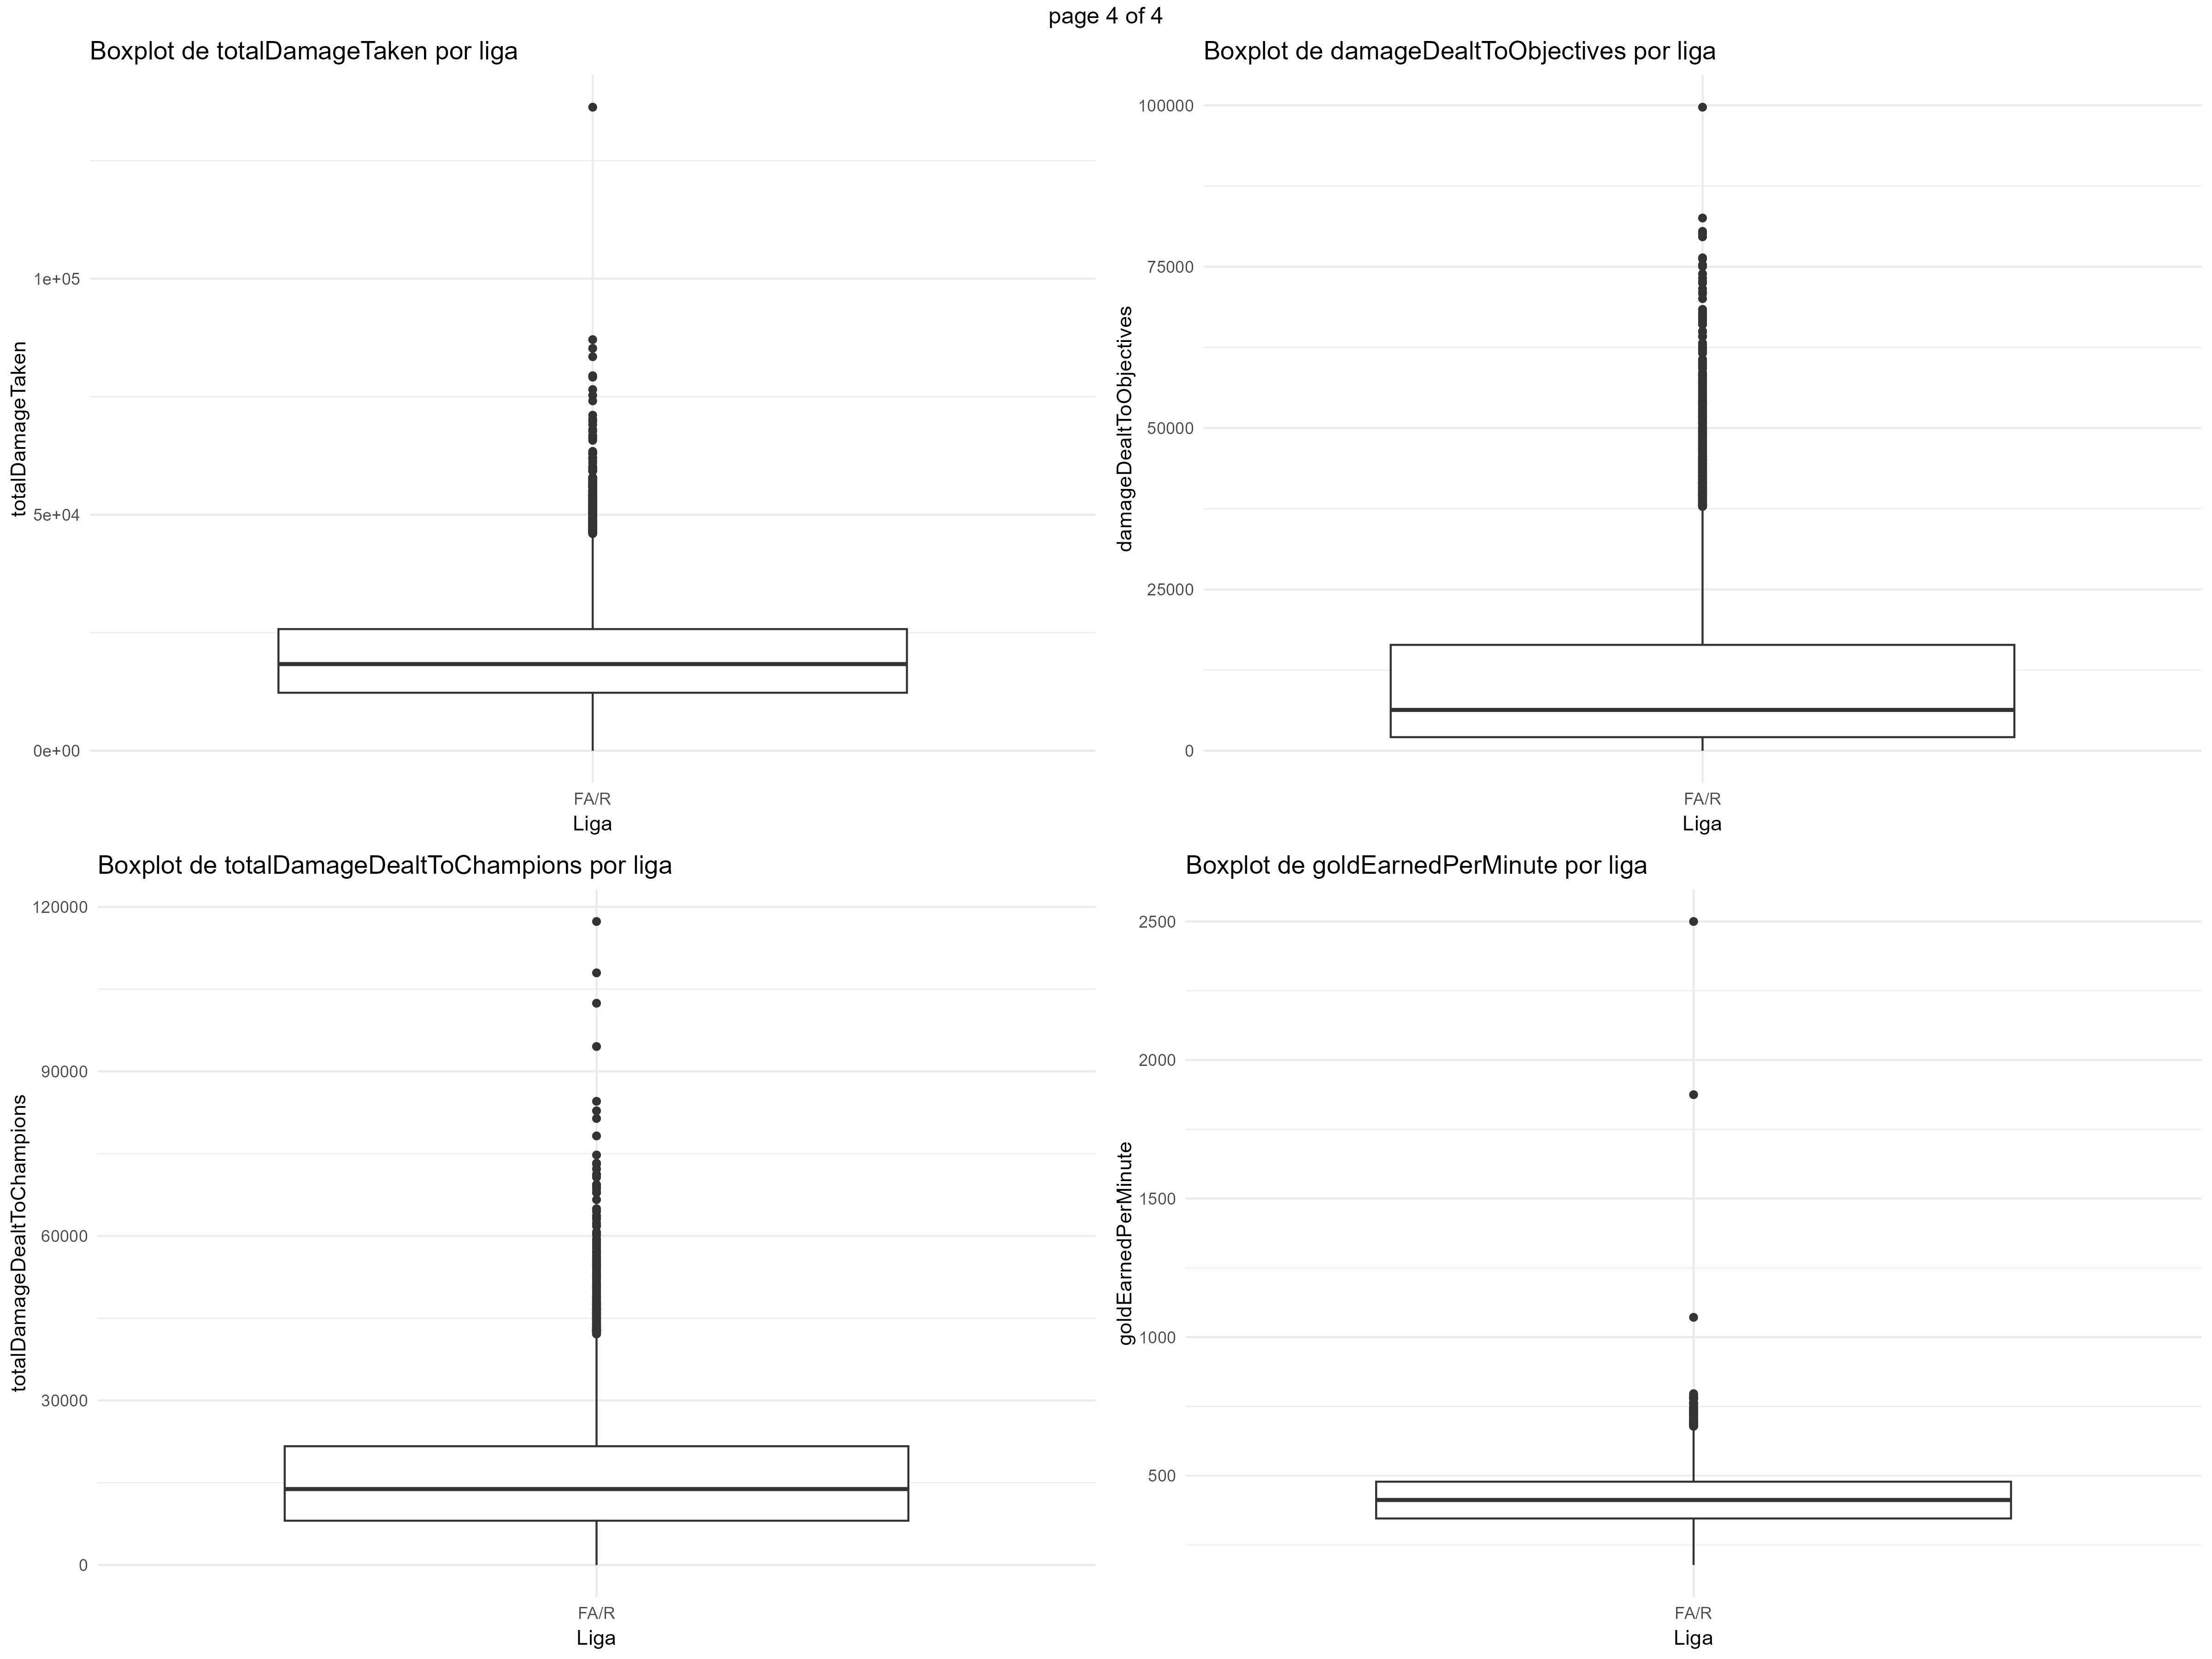 page 4 of 4
Boxplot de totalDamageTaken por liga
totalDamageTaken
1e+05
5e+04
0e+00
FA/R
Liga
Boxplot de damageDealtToObjectives por liga
damageDealtToObjectives
100000
75000
50000
25000
0
FA/R
Liga
Boxplot de totalDamageDealtToChampions por liga
totalDamageDealtToChampions
120000
90000
60000
30000
0
FA/R
Liga
Boxplot de goldEarnedPerMinute por liga
goldEarnedPerMinute
2500
2000
1500
1000
500
FA/R
Liga